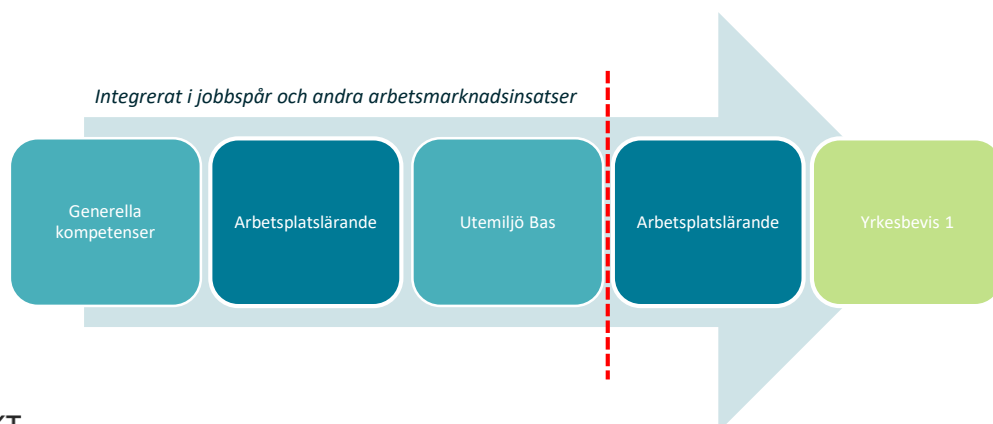 Integrerat i jobbspår och andra arbetsmarknadsinsatser
Generella
kompetenser
Arbetsplatslärande
Utemiljö Bas
Arbetsplatslärande
Yrkesbevis 1